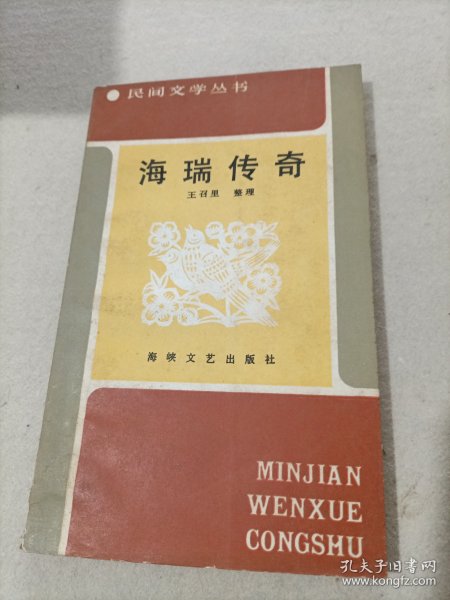 民间文学丛书
海瑞传奇
王召里 整理
海峡文艺出版社
MINJIAN
WENXUE
CONGSHU
孔夫子旧书网
www.kongfz.com